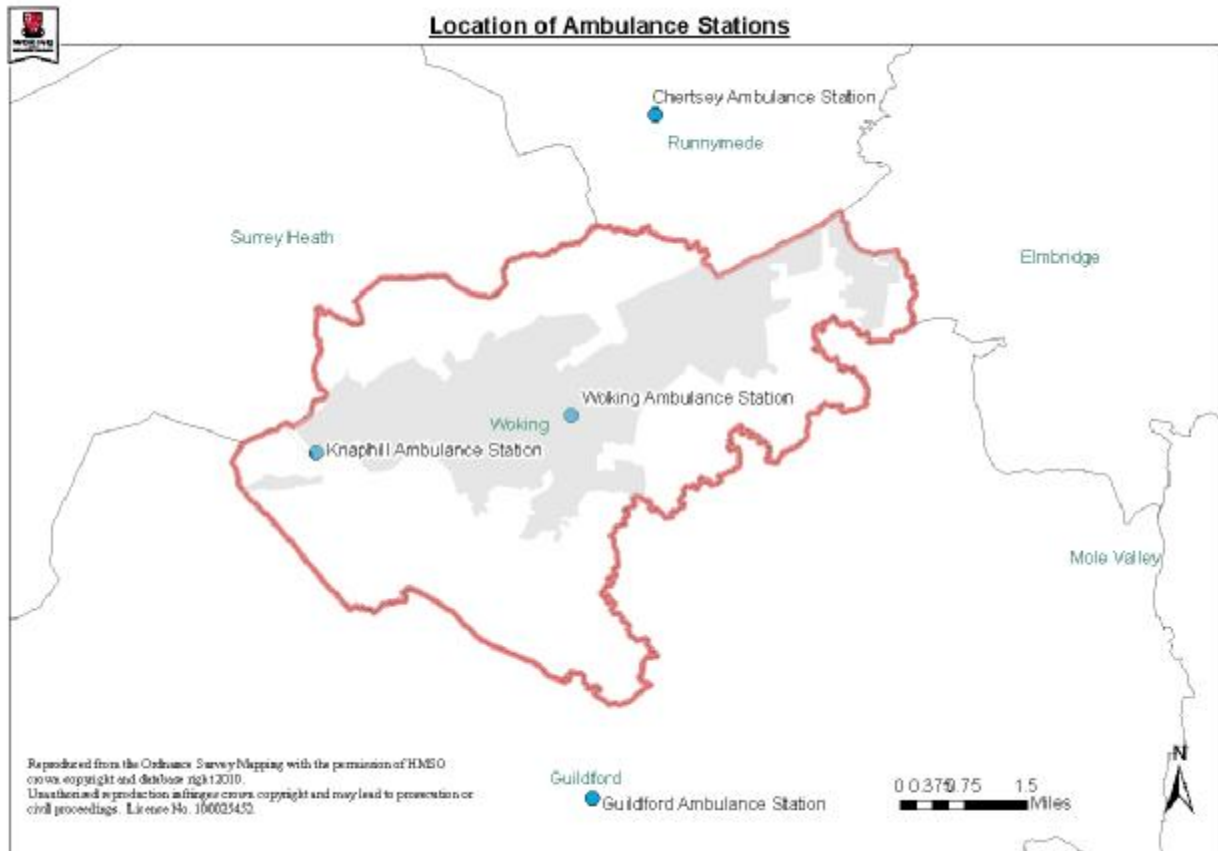 Location of Ambulance Stations
WOKING
Chertsey Ambulance Station
Runnymede
Surrey Heath
Elmbridge
Woking Ambulance Station
Woking
Knaphill Ambulance Station
Mole Valley
Reproduced from the Ordnance Survey Mapping with the permission of HMSO
crown copyright and database right 2010.
Unauthorised reproduction infringes crown copyright and may lead to prosecution or
civil proceedings. Licence No. 100025452.
N
Guildford
Guildford Ambulance Station
0 0.375 0.75 1.5
Miles